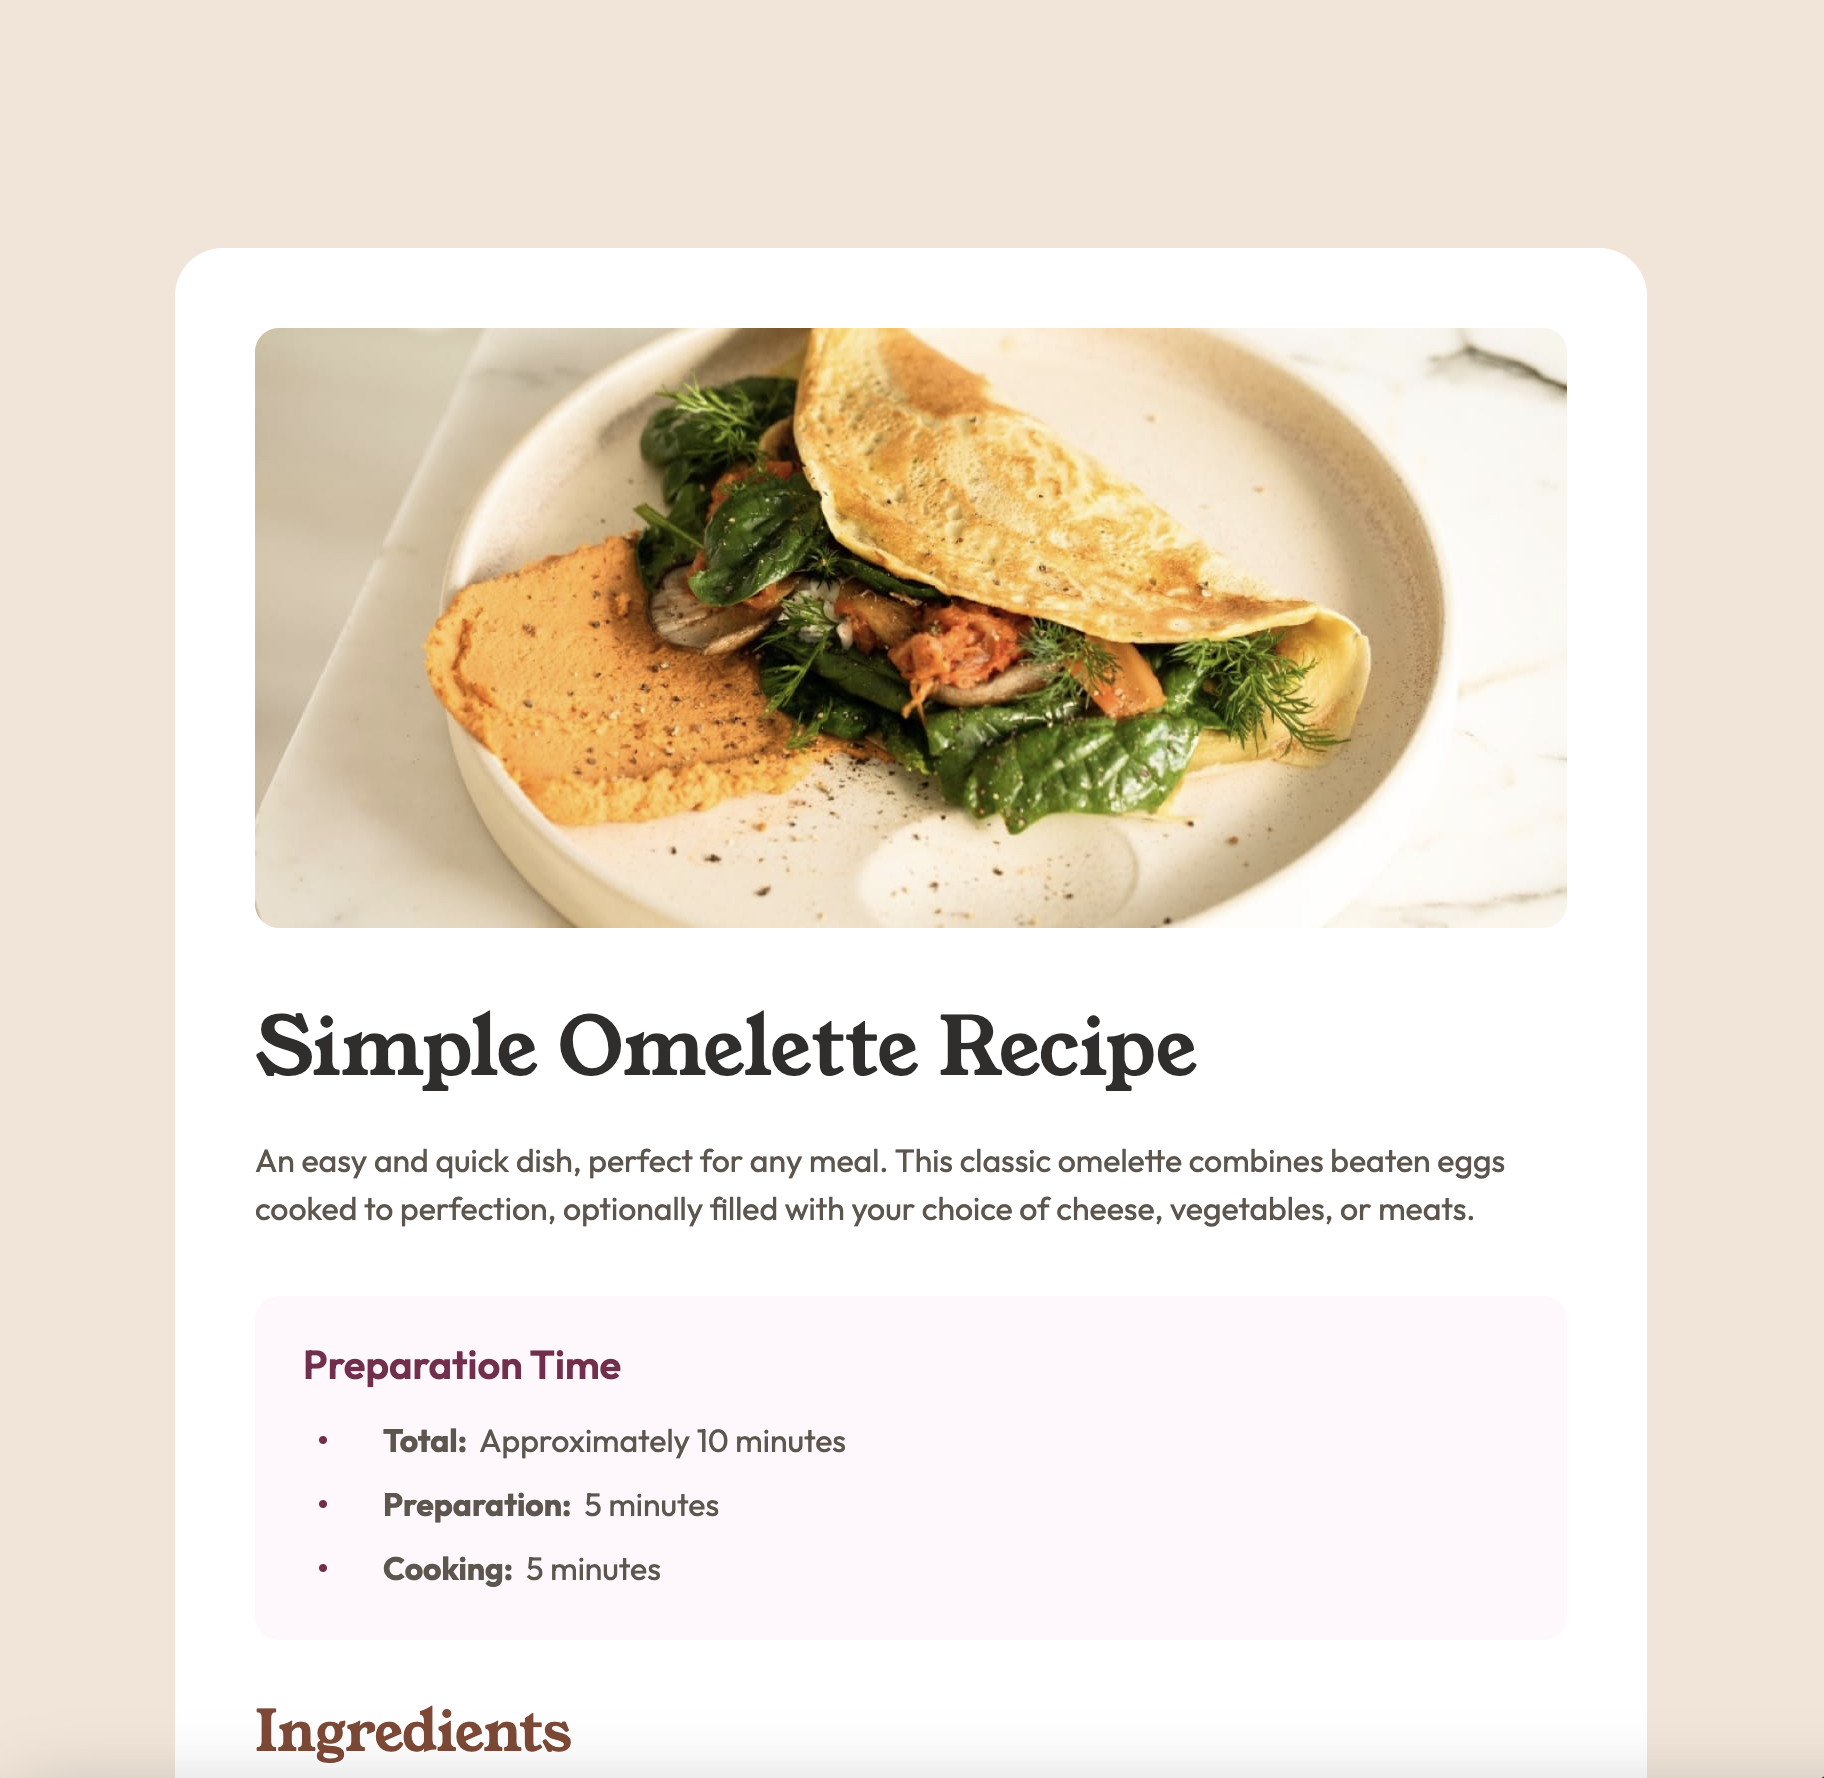 Simple Omelette Recipe
An easy and quick dish, perfect for any meal. This classic omelette combines beaten eggs
cooked to perfection, optionally filled with your choice of cheese, vegetables, or meats.
Preparation Time
• Total: Approximately 10 minutes
• Preparation: 5 minutes
• Cooking: 5 minutes
Ingredients